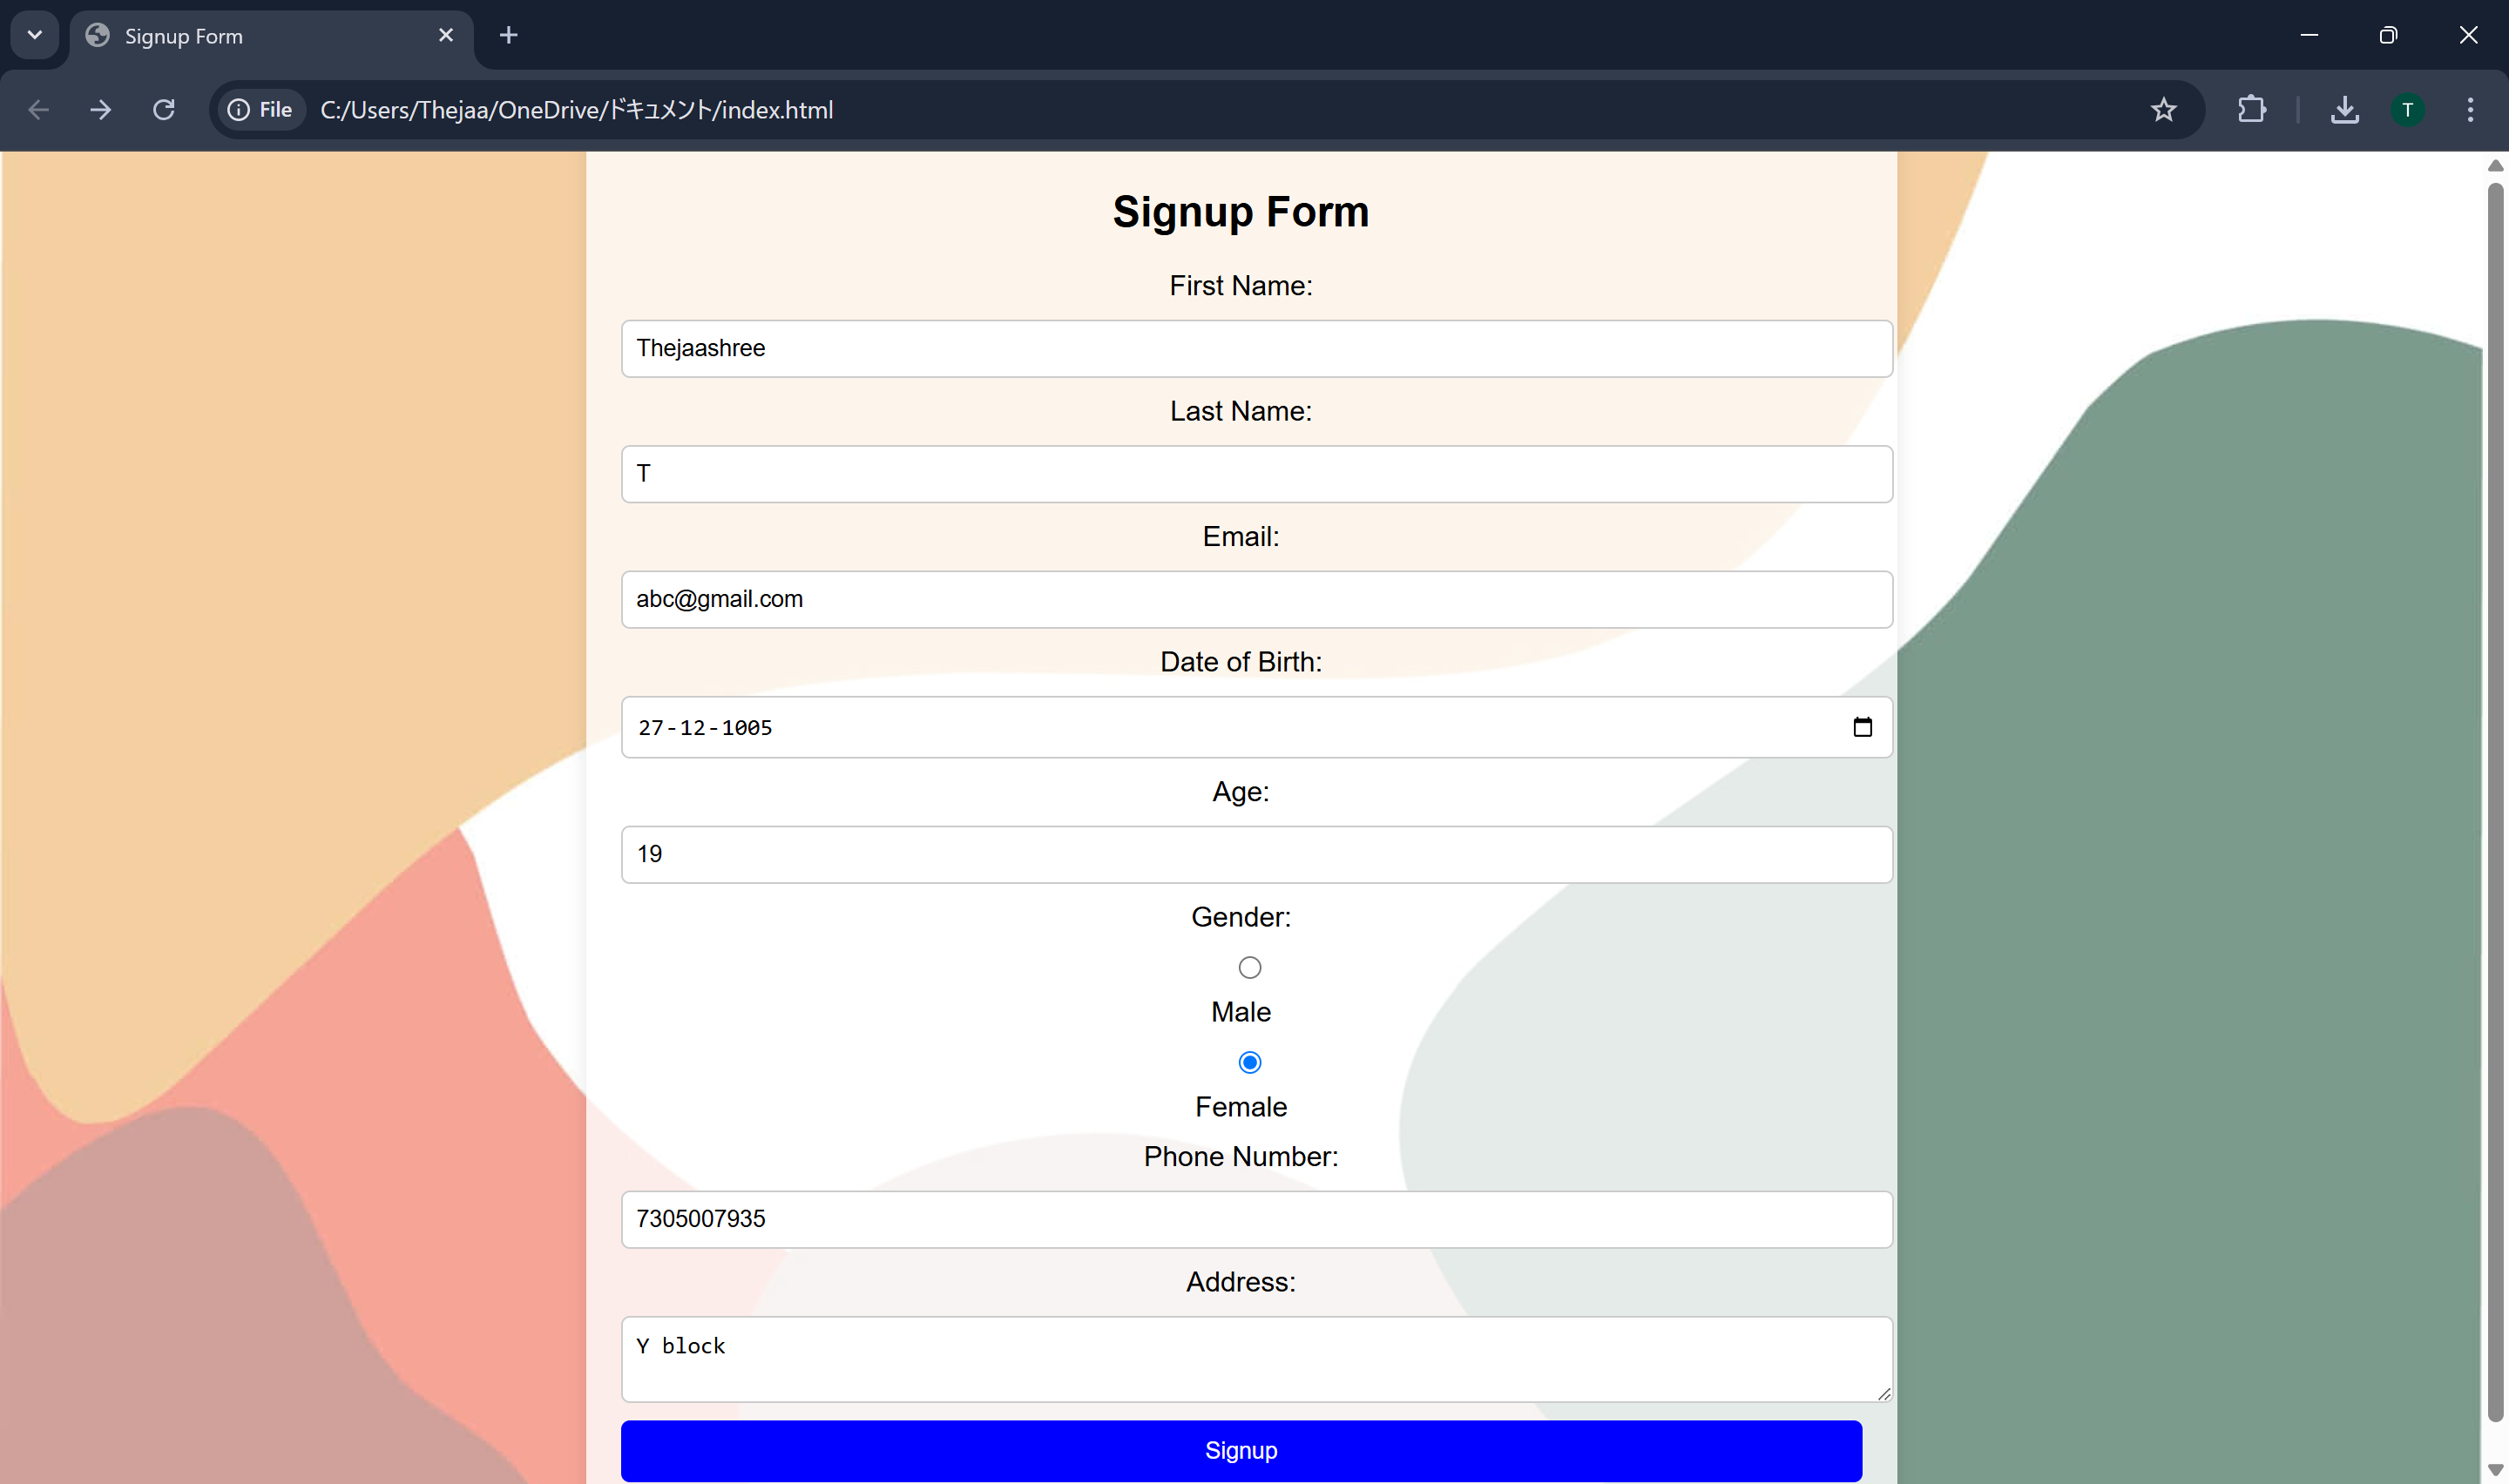 Signup Form
File C:/Users/Thejaa/OneDrive/ドキュメント/index.html
T
Signup Form
First Name:
Thejaashree
Last Name:
T
Email:
abc@gmail.com
Date of Birth:
27-12-1005
Age:
19
Gender:
Male
Female
Phone Number:
7305007935
Address:
Y block
Signup